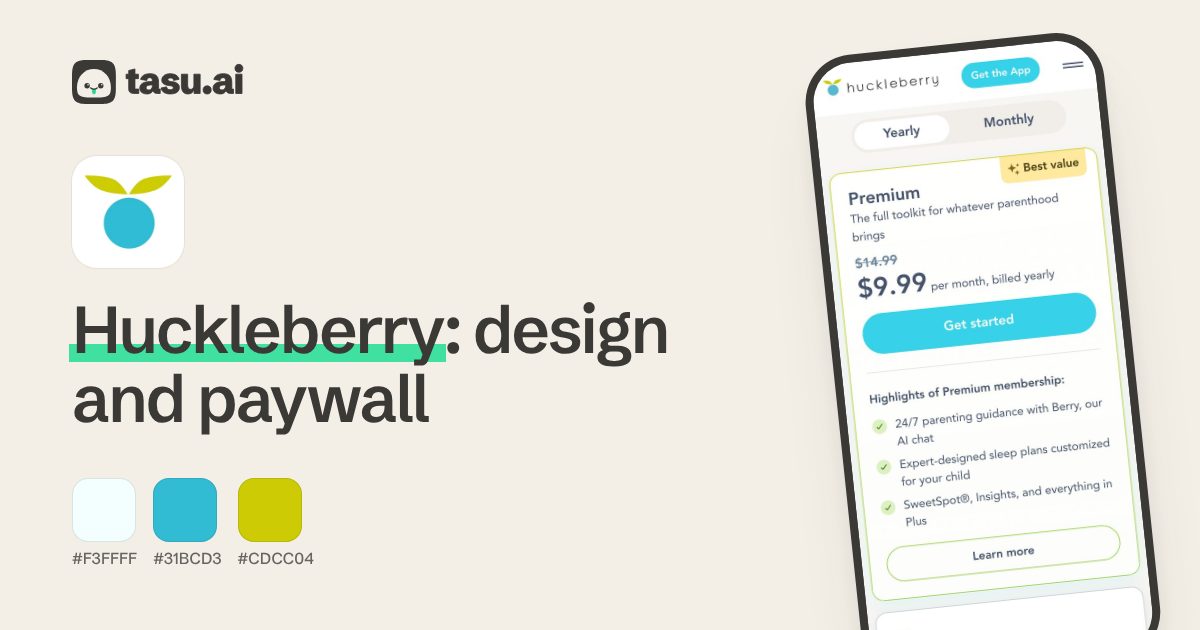 tasu.ai
Huckleberry: design
and paywall
#F3FFFF
#31BCD3
#CDCC04
huckleberry
Get the App
Yearly
Monthly
Best value
Premium
The full toolkit for whatever parenthood
brings
$14.99
$9.99 per month, billed yearly
Get started
Highlights of Premium membership:
24/7 parenting guidance with Berry, our
AI chat
Expert-designed sleep plans customized
for your child
SweetSpot®, Insights, and everything in
Plus
Learn more